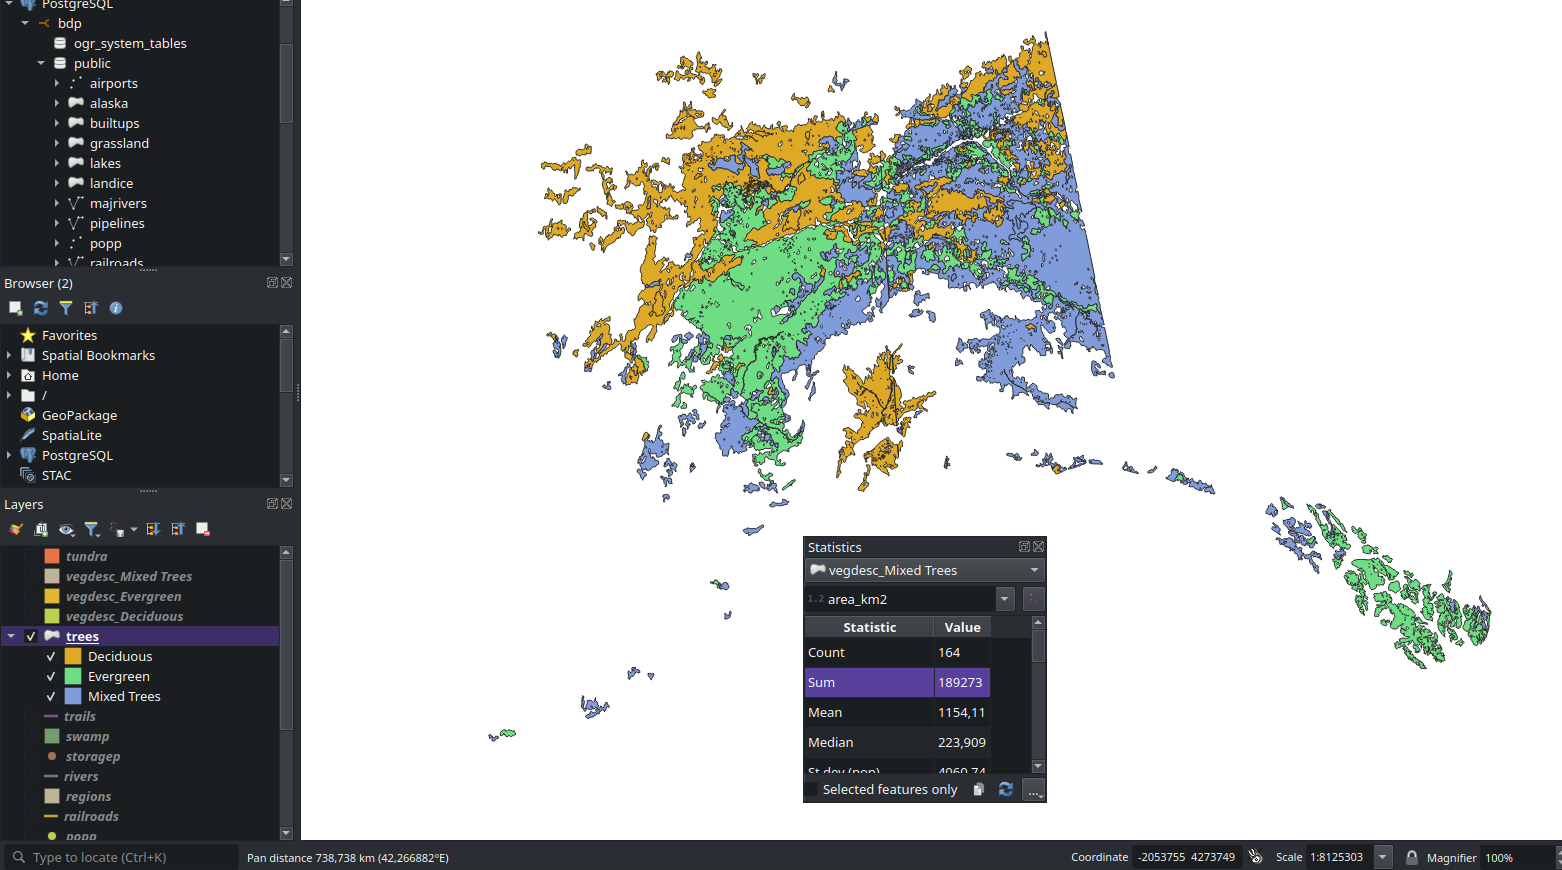 PostgreSQL
bdp
ogr_system_tables
public
airports
alaska
builtups
grassland
lakes
landice
majrivers
pipelines
popp
railroads
Browser (2)
Favorites
Spatial Bookmarks
Home
/
GeoPackage
SpatiaLite
PostgreSQL
STAC
Layers
tundra
vegdesc_Mixed Trees
vegdesc_Evergreen
vegdesc_Deciduous
trees
Deciduous
Evergreen
Mixed Trees
trails
swamp
storagep
rivers
regions
railroads
popp
Statistics
vegdesc_Mixed Trees
1.2 area_km2
Statistic Value
Count 164
Sum 189273
Mean 1154,11
Median 223,909
St dev (pop) 4060,74
Selected features only
...
Type to locate (Ctrl+K) Pan distance 738,738 km (42,266882°E) Coordinate -2053755 4273749 Scale 1:8125303 Magnifier 100%